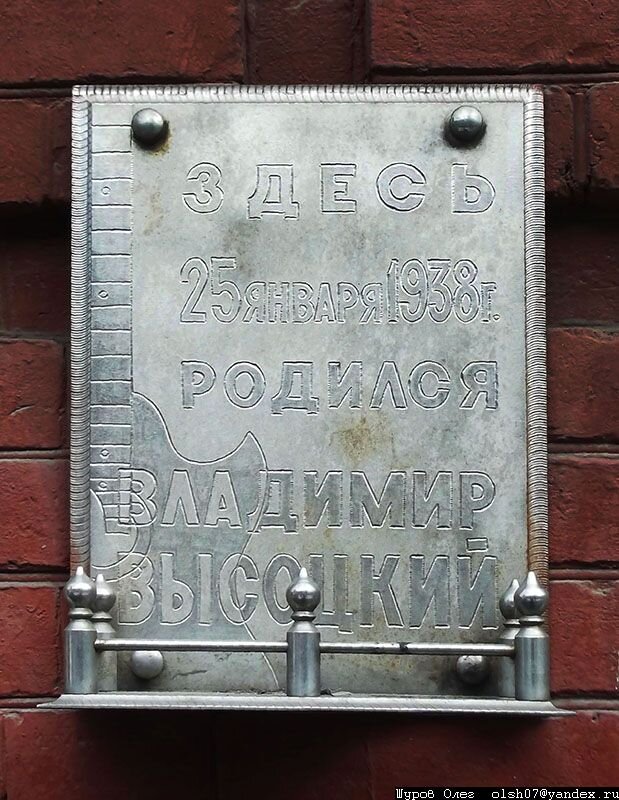 ЗДЕСЬ
25 ЯНВАРЯ 1938 Г.
РОДИЛСЯ
ВЛАДИМИР
ВЫСОЦКИЙ
Шуров Олег olsh07@yandex.ru